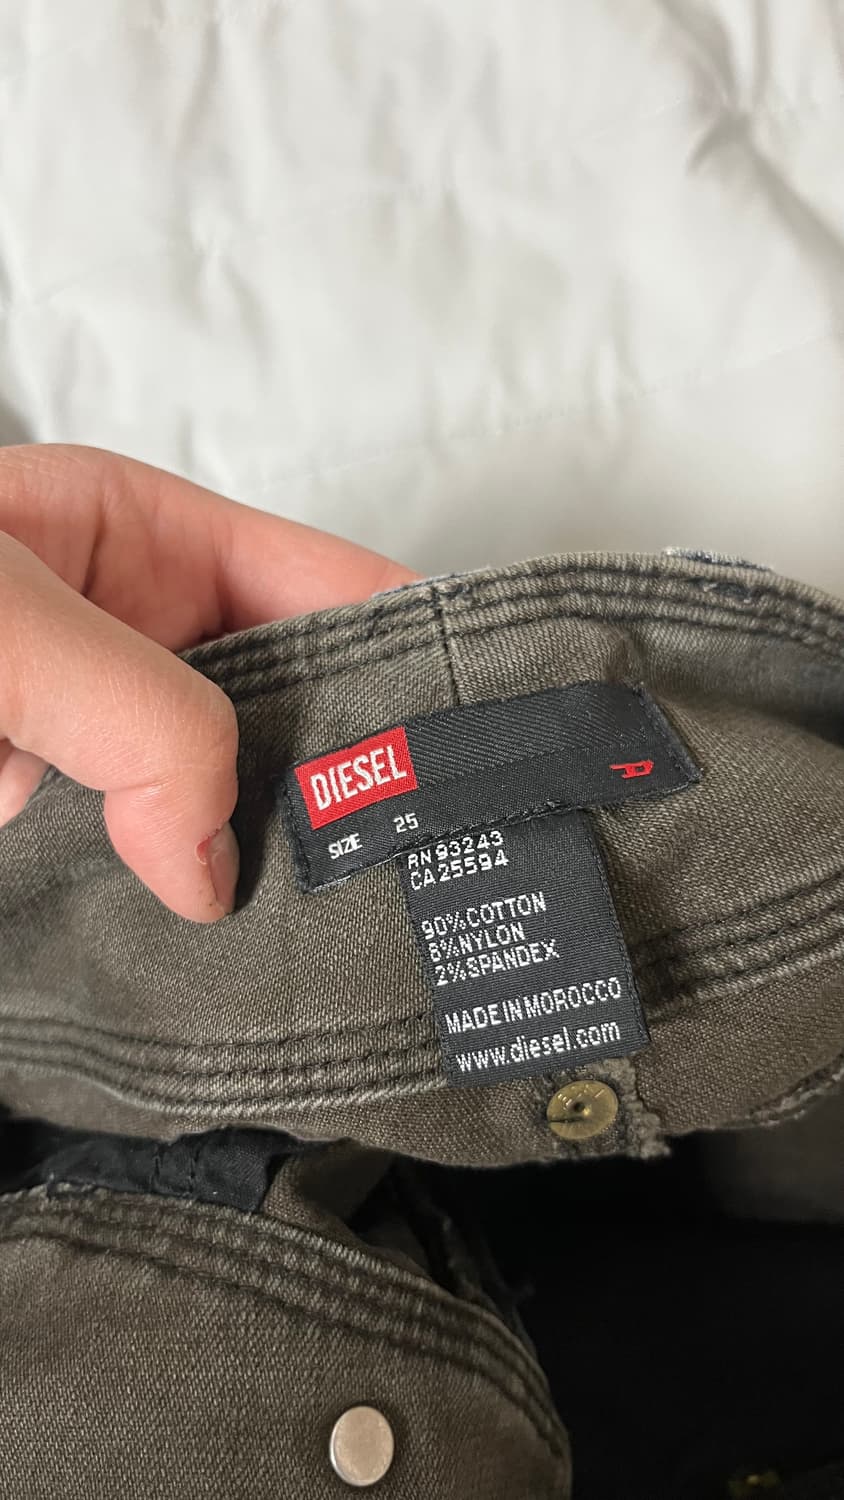 DIESEL
SIZE 25
RN 93243
CA 25594
90% COTTON
8% NYLON
2% SPANDEX
MADE IN MOROCCO
www.diesel.com